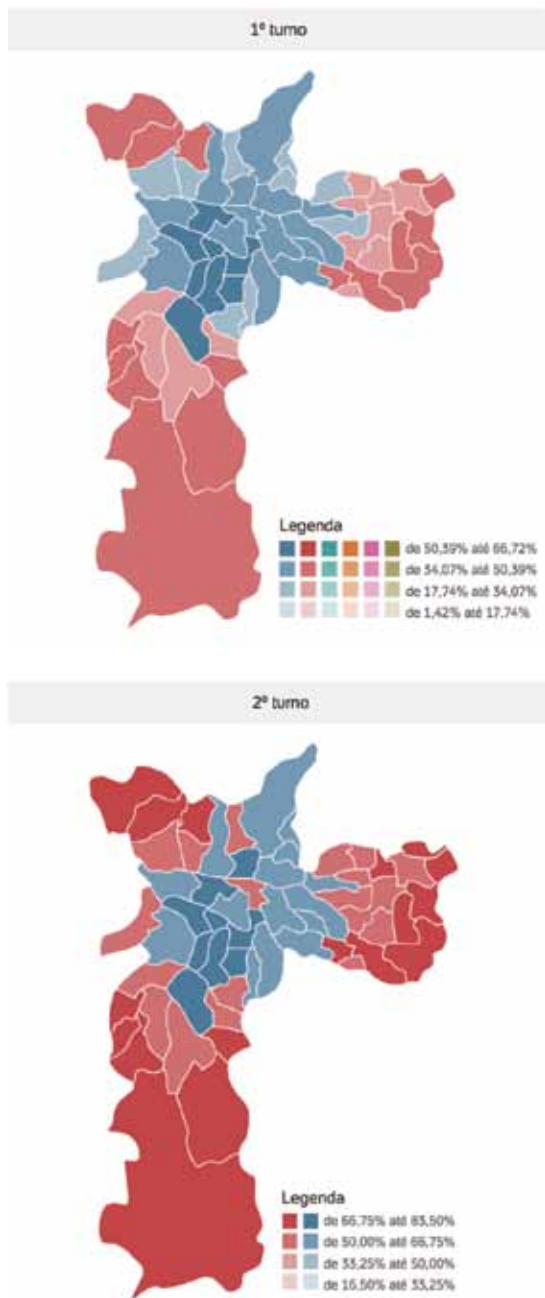 1º turno
Legenda
de 50,39% até 66,72%
de 34,07% até 50,39%
de 17,74% até 34,07%
de 1,42% até 17,74%
2º turno
Legenda
de 66,75% até 83,50%
de 50,00% até 66,75%
de 33,25% até 50,00%
de 16,50% até 33,25%